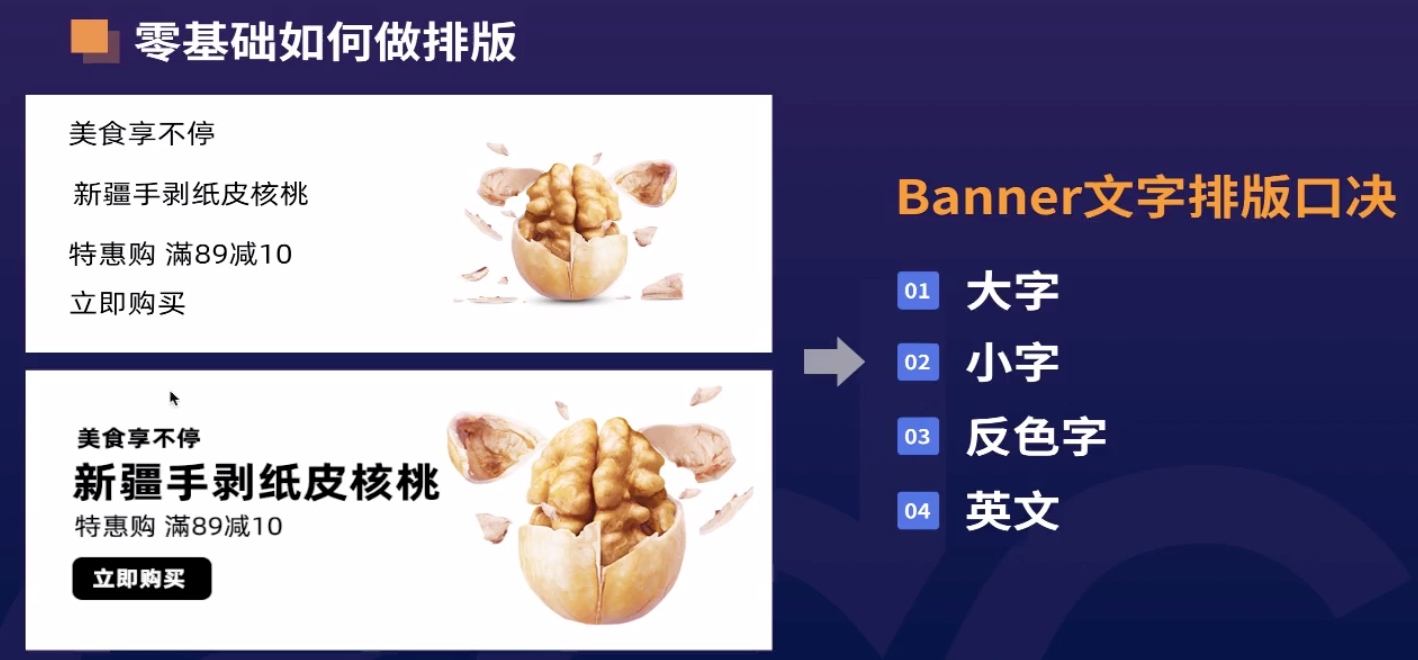 零基础如何做排版
美食享不停
新疆手剥纸皮核桃
特惠购 滿89减10
立即购买
美食享不停
新疆手剥纸皮核桃
特惠购 滿89减10
立即购买
Banner文字排版口决
01 大字
02 小字
03 反色字
04 英文